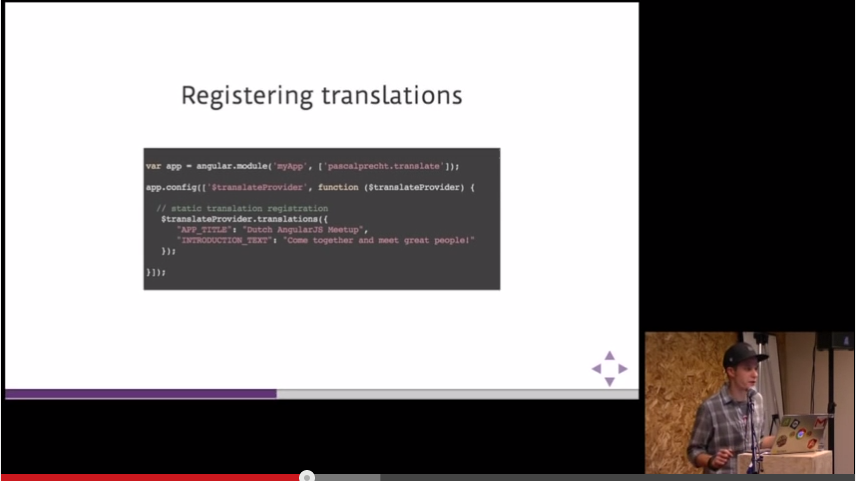 Registering translations
var app = angular.module('myApp', ['pascalprecht.translate']);
app.config(['$translateProvider', function ($translateProvider) {
// static translation registration
$translateProvider.translations({
"APP_TITLE": "Dutch AngularJS Meetup",
"INTRODUCTION_TEXT": "Come together and meet great people!"
});
}]);